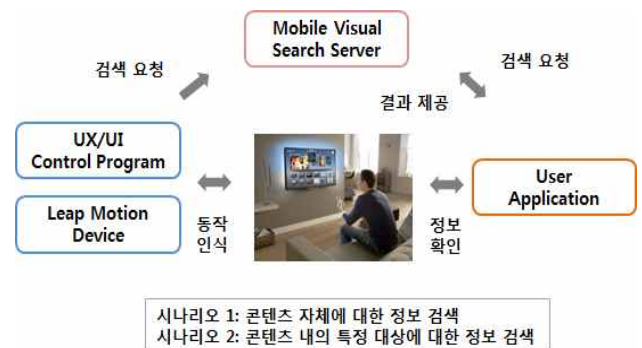 Mobile Visual
Search Server
검색 요청
검색 요청
결과 제공
UX/UI
Control Program
Leap Motion
Device
동작
인식
정보
확인
User
Application
시나리오 1: 콘텐츠 자체에 대한 정보 검색
시나리오 2: 콘텐츠 내의 특정 대상에 대한 정보 검색